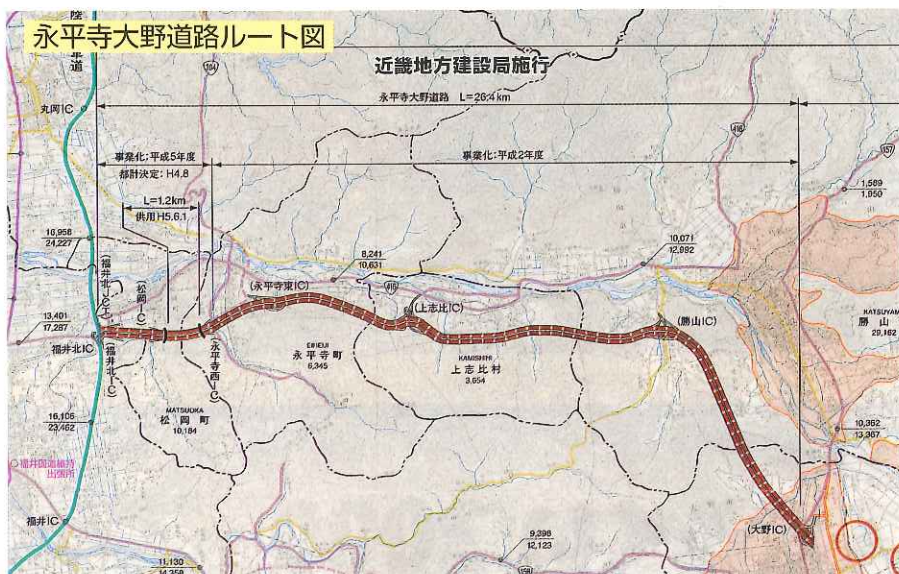 永平寺大野道路ルート図
近畿地方建設局施行
永平寺大野道路 L=26.4km
事業化:平成5年度
都計決定: H4.8
事業化:平成2年度
L=1.2km
供用H5.6.1
丸岡IC
364
416
157
1,589
1,950
16,958
24,227
8,241
10,631
10,071
12,992
(福井北JCT)
(松岡IC)
(永平寺東IC)
416
(上志比IC)
(勝山IC)
KATSUYAMA
勝山
29,162
13,401
17,287
福井北IC
(福井北IC)
(永平寺西IC)
EIHEIJI
永平寺町
6,345
KAMISHIHI
上志比村
3,654
MATSUOKA
松岡町
10,184
16,106
23,462
10,362
13,367
福井国道維持
出張所
福井IC
(大野IC)
9,398
12,123
11,130
14,358
158